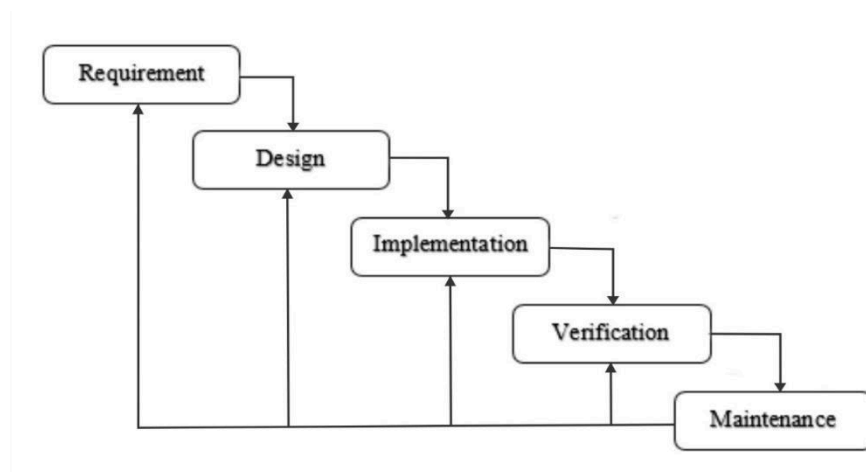 Requirement
Design
Implementation
Verification
Maintenance